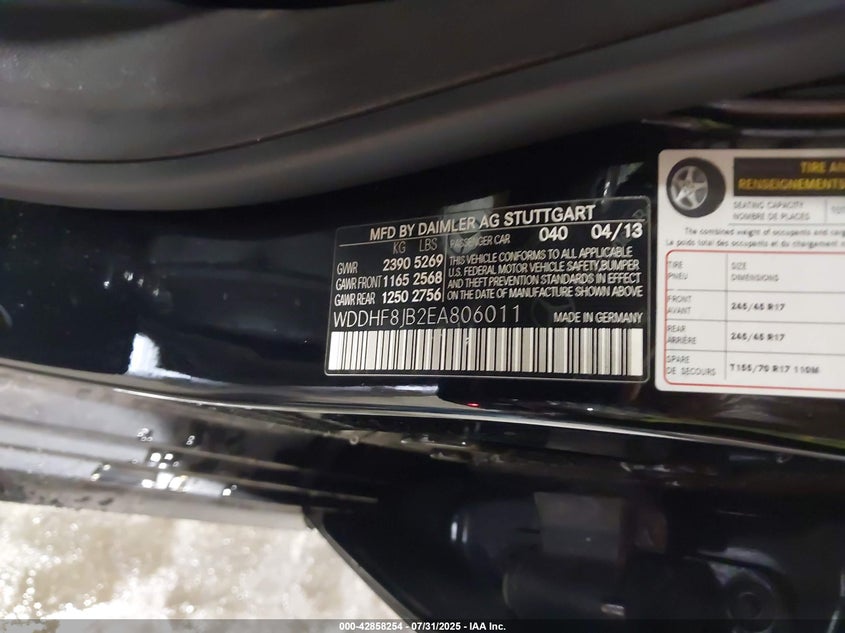 MFD BY DAIMLER AG STUTTGART
KG LBS PASSENGER CAR 040 04/13
GVWR 2390 5269
GAWR FRONT 1165 2568
GAWR REAR 1250 2756
THIS VEHICLE CONFORMS TO ALL APPLICABLE
U.S. FEDERAL MOTOR VEHICLE SAFETY, BUMPER
AND THEFT PREVENTION STANDARDS IN EFFECT
ON THE DATE OF MANUFACTURE SHOWN ABOVE
WDDHF8JB2EA806011 MADE IN GERMANY
TIRE
RENSEIGNEMENTS
SEATING CAPACITY
NOMBRE DE PLACES
The combined weight of occupants and
Le poids total des occupants et du chargement
TIRE SIZE
PNEU DIMENSIONS
FRONT
AVANT 245/45 R17
REAR
ARRIÈRE 245/45 R17
SPARE
DE SECOURS T155/70 R17 110M
000-42858254 - 07/31/2025 - IAA Inc.